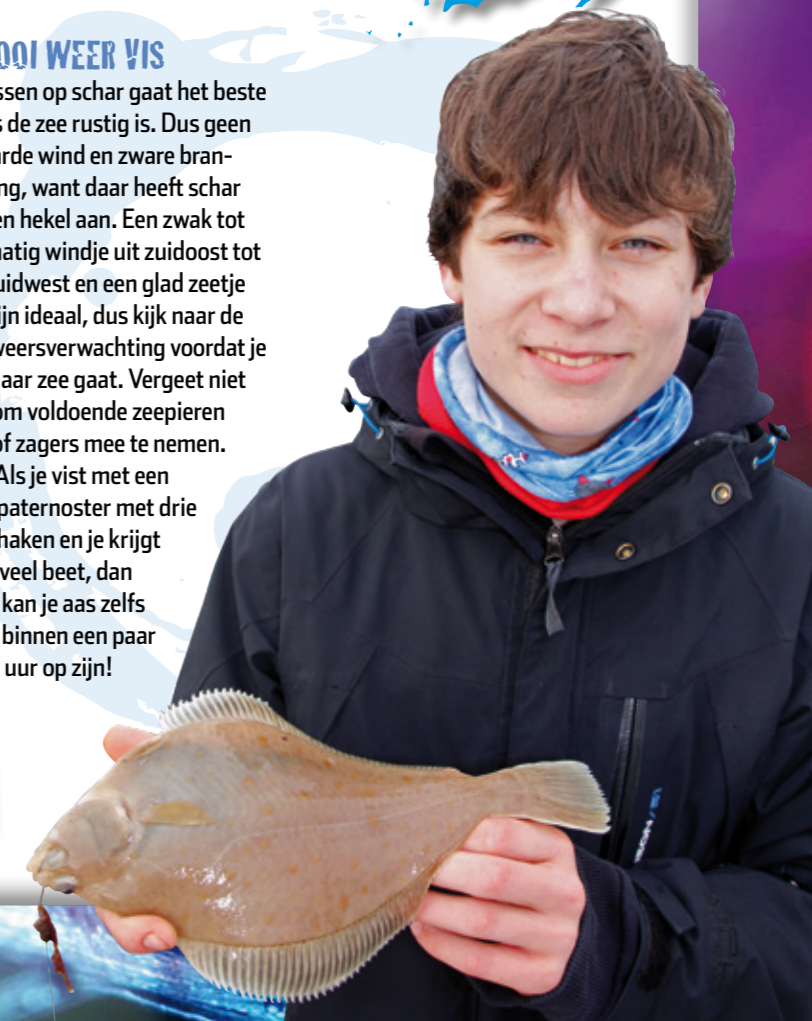 OOI WEER VIS
ssen op schar gaat het beste
s de zee rustig is. Dus geen
arde wind en zware bran-
ng, want daar heeft schar
en hekel aan. Een zwak tot
matig windje uit zuidoost tot
uidwest en een glad zeetje
ijn ideaal, dus kijk naar de
weersverwachting voordat je
aar zee gaat. Vergeet niet
om voldoende zeepieren
of zagers mee te nemen.
Als je vist met een
paternoster met drie
haken en je krijgt
veel beet, dan
kan je aas zelfs
binnen een paar
uur op zijn!